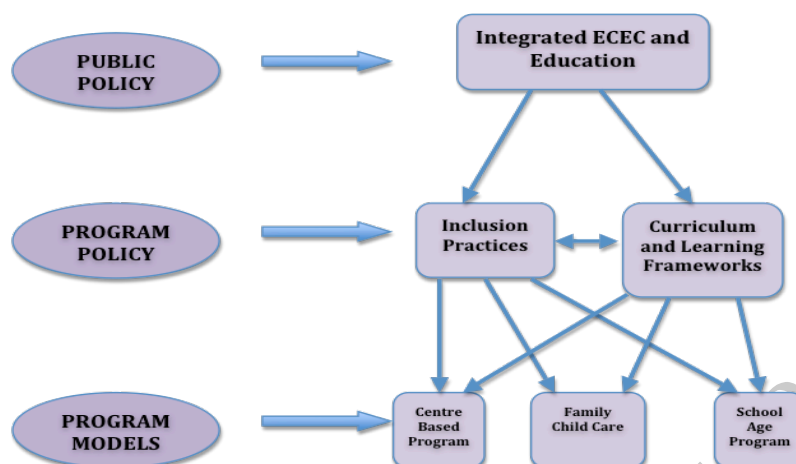 PUBLIC
POLICY
Integrated ECEC and
Education
PROGRAM
POLICY
Inclusion
Practices
Curriculum
and Learning
Frameworks
PROGRAM
MODELS
Centre
Based
Program
Family
Child Care
School
Age
Program